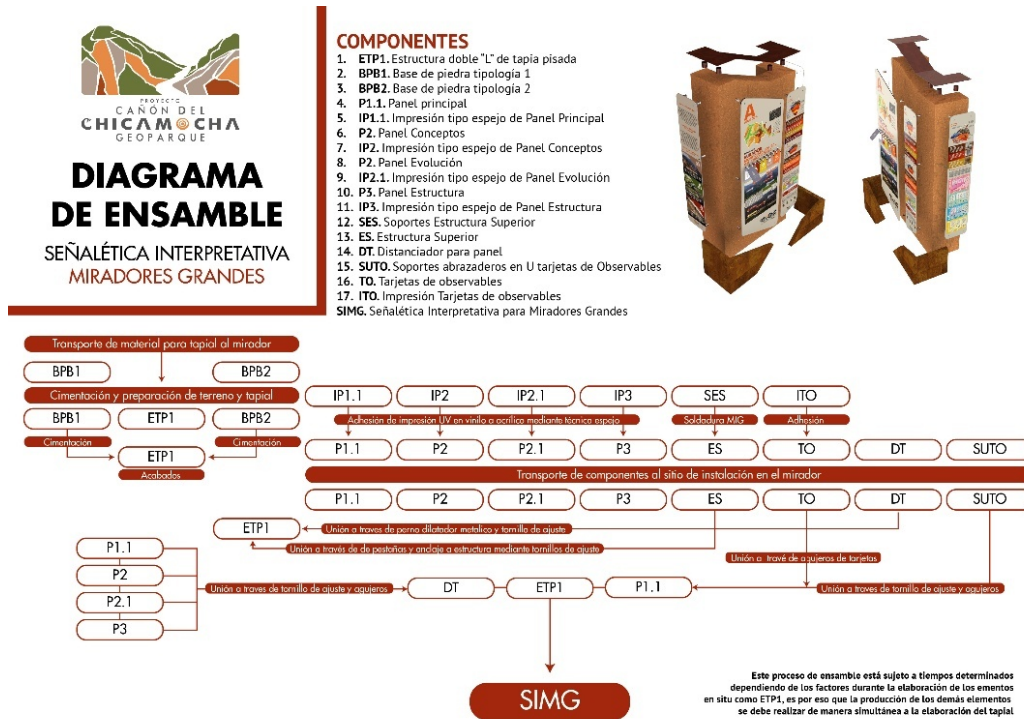 PROYECTO
CAÑÓN DEL
CHICAMOCHA
GEOPARQUE
DIAGRAMA
DE ENSAMBLE
SEÑALÉTICA INTERPRETATIVA
MIRADORES GRANDES
COMPONENTES
1. ETP1. Estructura doble "L" de tapia pisada
2. BPB1. Base de piedra tipología 1
3. BPB2. Base de piedra tipología 2
4. P1.1. Panel principal
5. IP1.1. Impresión tipo espejo de Panel Principal
6. P2. Panel Conceptos
7. IP2. Impresión tipo espejo de Panel Conceptos
8. P2. Panel Evolución
9. IP2.1. Impresión tipo espejo de Panel Evolución
10. P3. Panel Estructura
11. IP3. Impresión tipo espejo de Panel Estructura
12. SES. Soportes Estructura Superior
13. ES. Estructura Superior
14. DT. Distanciador para panel
15. SUTO. Soportes abrazaderos en U tarjetas de Observables
16. TO. Tarjetas de observables
17. ITO. Impresión Tarjetas de observables
SIMG. Señalética Interpretativa para Miradores Grandes
Transporte de material para tapial al mirador
BPB1 BPB2
Cimentación y preparación de terreno y tapial
BPB1 ETP1 BPB2
Cimentación Cimentación
ETP1
Acabados
IP1.1 IP2 IP2.1 IP3 SES ITO
Adhesión de impresión UV en vinilo a acrílico mediante técnica espejo Soldadura MIG Adhesión
P1.1 P2 P2.1 P3 ES TO DT SUTO
Transporte de componentes al sitio de instalación en el mirador
P1.1 P2 P2.1 P3 ES TO DT SUTO
ETP1 Unión a traves de perno dilatador metalico y tornillo de ajuste
Unión a través de de pestañas y anclaje a estructura mediante tornillos de ajuste
Unión a travé de agujeros de tarjetas
P1.1
P2
P2.1
P3
Unión a traves de tornillo de ajuste y agujeros DT ETP1 P1.1 Unión a traves de tornillo de ajuste y agujeros
SIMG
Este proceso de ensamble está sujeto a tiempos determinados
dependiendo de los factores durante la elaboración de los ementos
en situ como ETP1, es por eso que la producción de los demás elementos
se debe realizar de manera simultánea a la elaboración del tapial